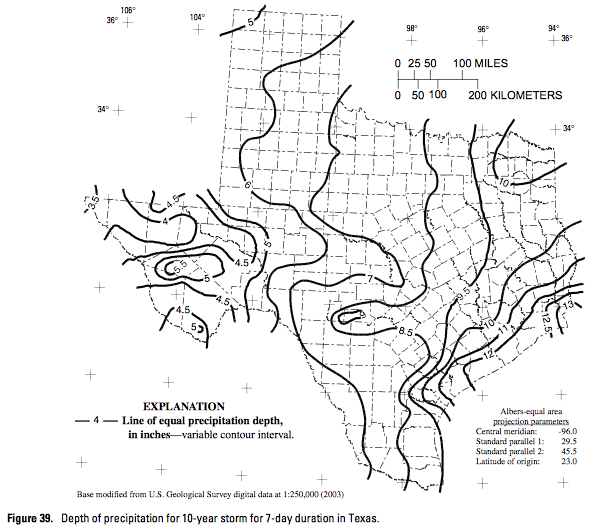 106°
36°
104°
98°
96°
94°
36°
0 25 50 100 MILES
0 50 100 200 KILOMETERS
34°
34°
5
6
10
3.5
4.5
4
5
4.5
5.5
5
4.5
4.5
5
7
9
8.5
9.5
10
11
12
12.5
13
EXPLANATION
— 4 — Line of equal precipitation depth,
in inches—variable contour interval.
Albers-equal area
projection parameters
Central meridian: -96.0
Standard parallel 1: 29.5
Standard parallel 2: 45.5
Latitude of origin: 23.0
Base modified from U.S. Geological Survey digital data at 1:250,000 (2003)
Figure 39. Depth of precipitation for 10-year storm for 7-day duration in Texas.